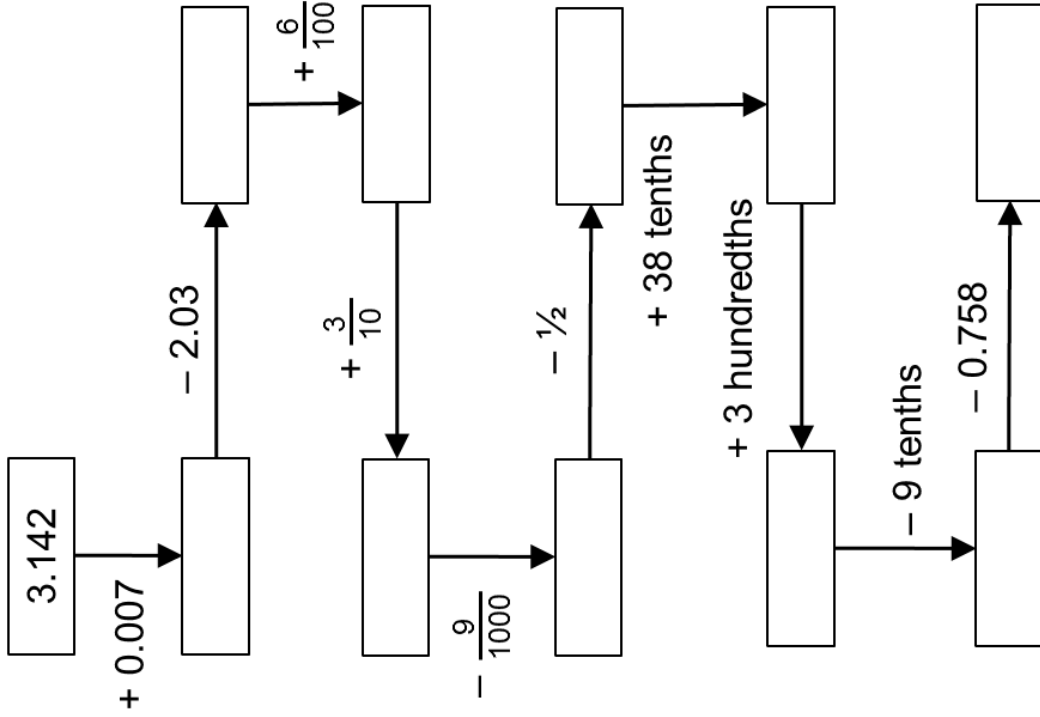 3.142
+ 0.007
– 2.03
+ 6/100
+ 3/10
– 9/1000
– ½
+ 38 tenths
+ 3 hundredths
– 9 tenths
– 0.758